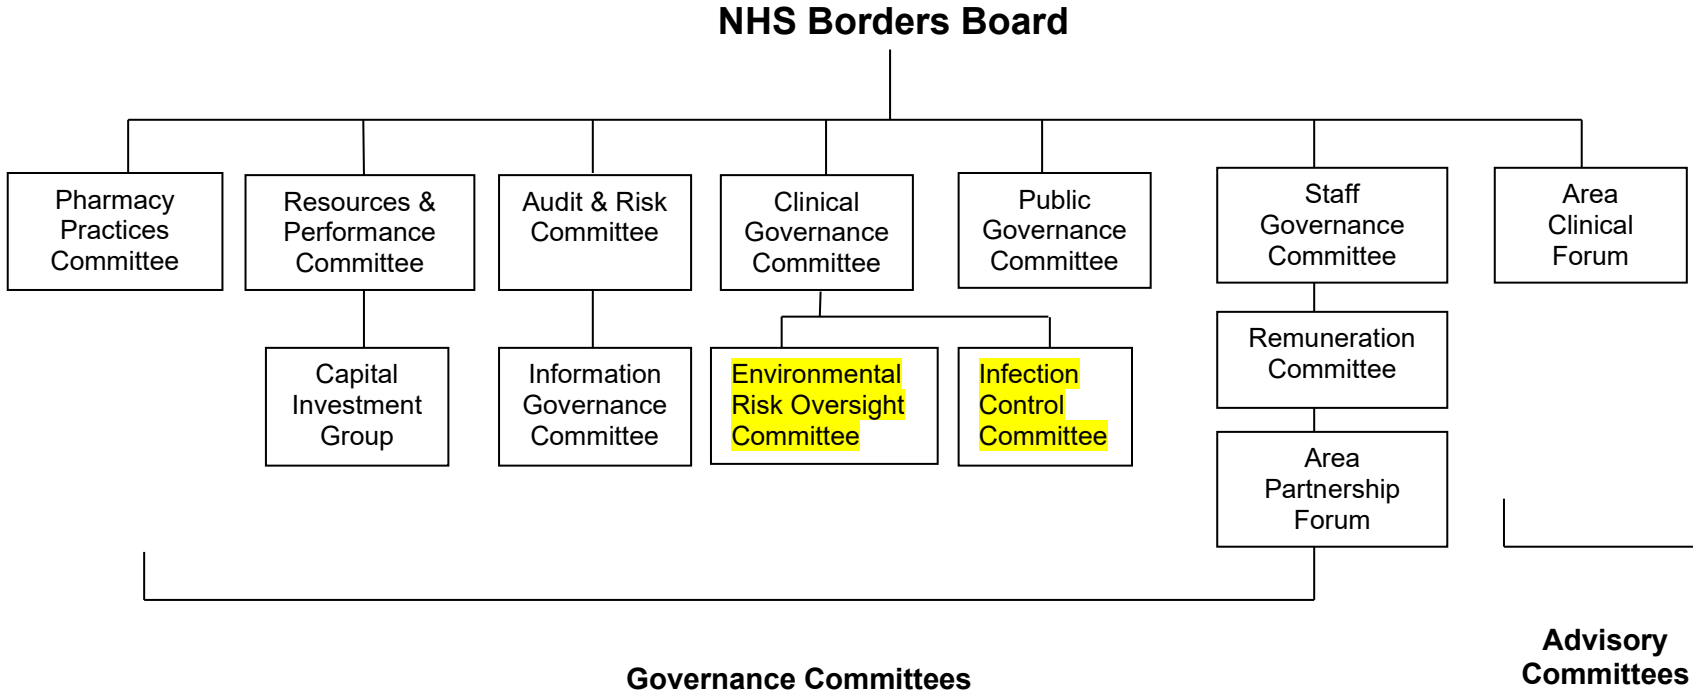 NHS Borders Board
Pharmacy
Practices
Committee
Resources &
Performance
Committee
Audit & Risk
Committee
Clinical
Governance
Committee
Public
Governance
Committee
Staff
Governance
Committee
Area
Clinical
Forum
Capital
Investment
Group
Information
Governance
Committee
Environmental
Risk Oversight
Committee
Infection
Control
Committee
Remuneration
Committee
Area
Partnership
Forum
Governance Committees
Advisory
Committees